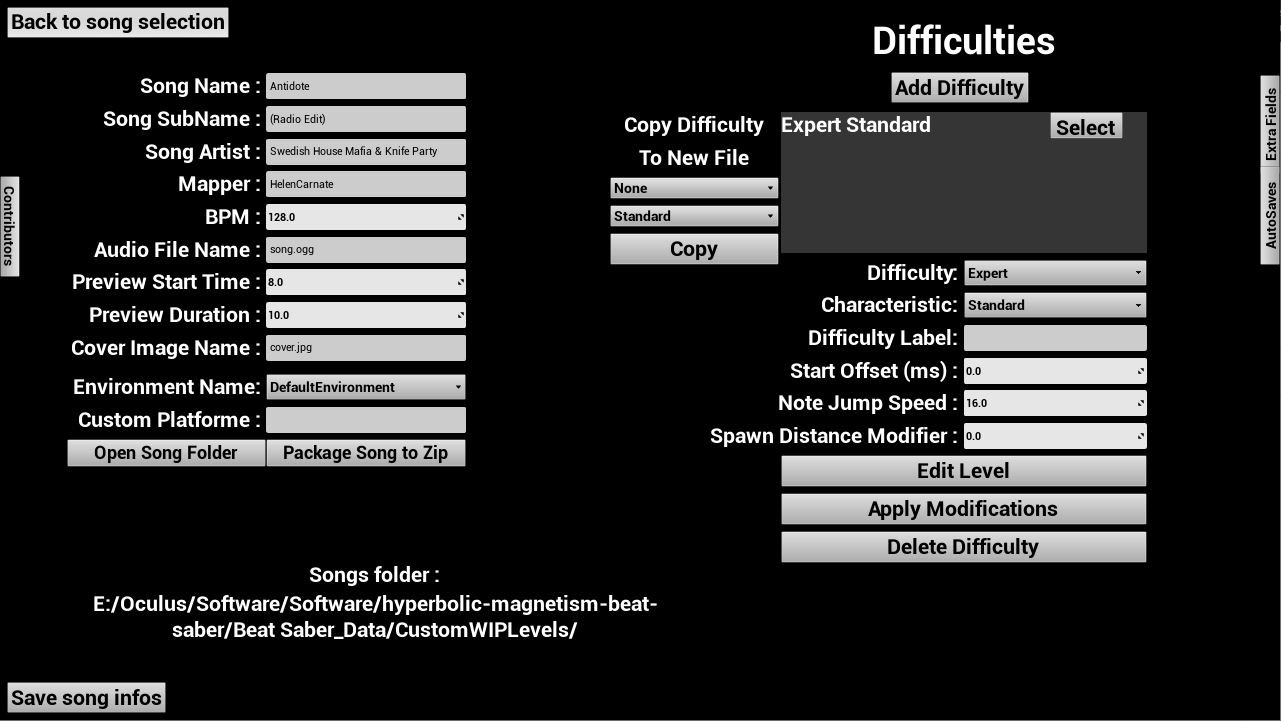 Back to song selection
Song Name : Antidote
Song SubName : (Radio Edit)
Song Artist : Swedish House Mafia & Knife Party
Mapper : HelenCarnate
BPM : 128.0
Audio File Name : song.ogg
Preview Start Time : 8.0
Preview Duration : 10.0
Cover Image Name : cover.jpg
Environment Name: DefaultEnvironment
Custom Platforme :
Open Song Folder Package Song to Zip
Contributors
Songs folder :
E:/Oculus/Software/Software/hyperbolic-magnetism-beat-
saber/Beat Saber_Data/CustomWIPLevels/
Save song infos
Difficulties
Add Difficulty
Copy Difficulty
To New File
None
Standard
Copy
Expert Standard Select
Difficulty: Expert
Characteristic: Standard
Difficulty Label:
Start Offset (ms) : 0.0
Note Jump Speed : 16.0
Spawn Distance Modifier : 0.0
Edit Level
Apply Modifications
Delete Difficulty
Extra Fields
AutoSaves